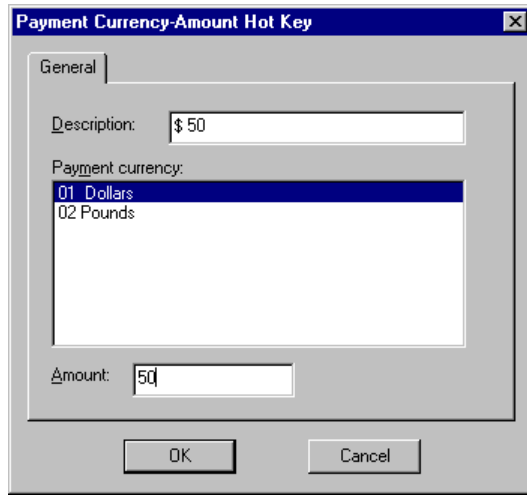 Payment Currency-Amount Hot Key
General
Description: $ 50
Payment currency:
01 Dollars
02 Pounds
Amount: 50
OK Cancel